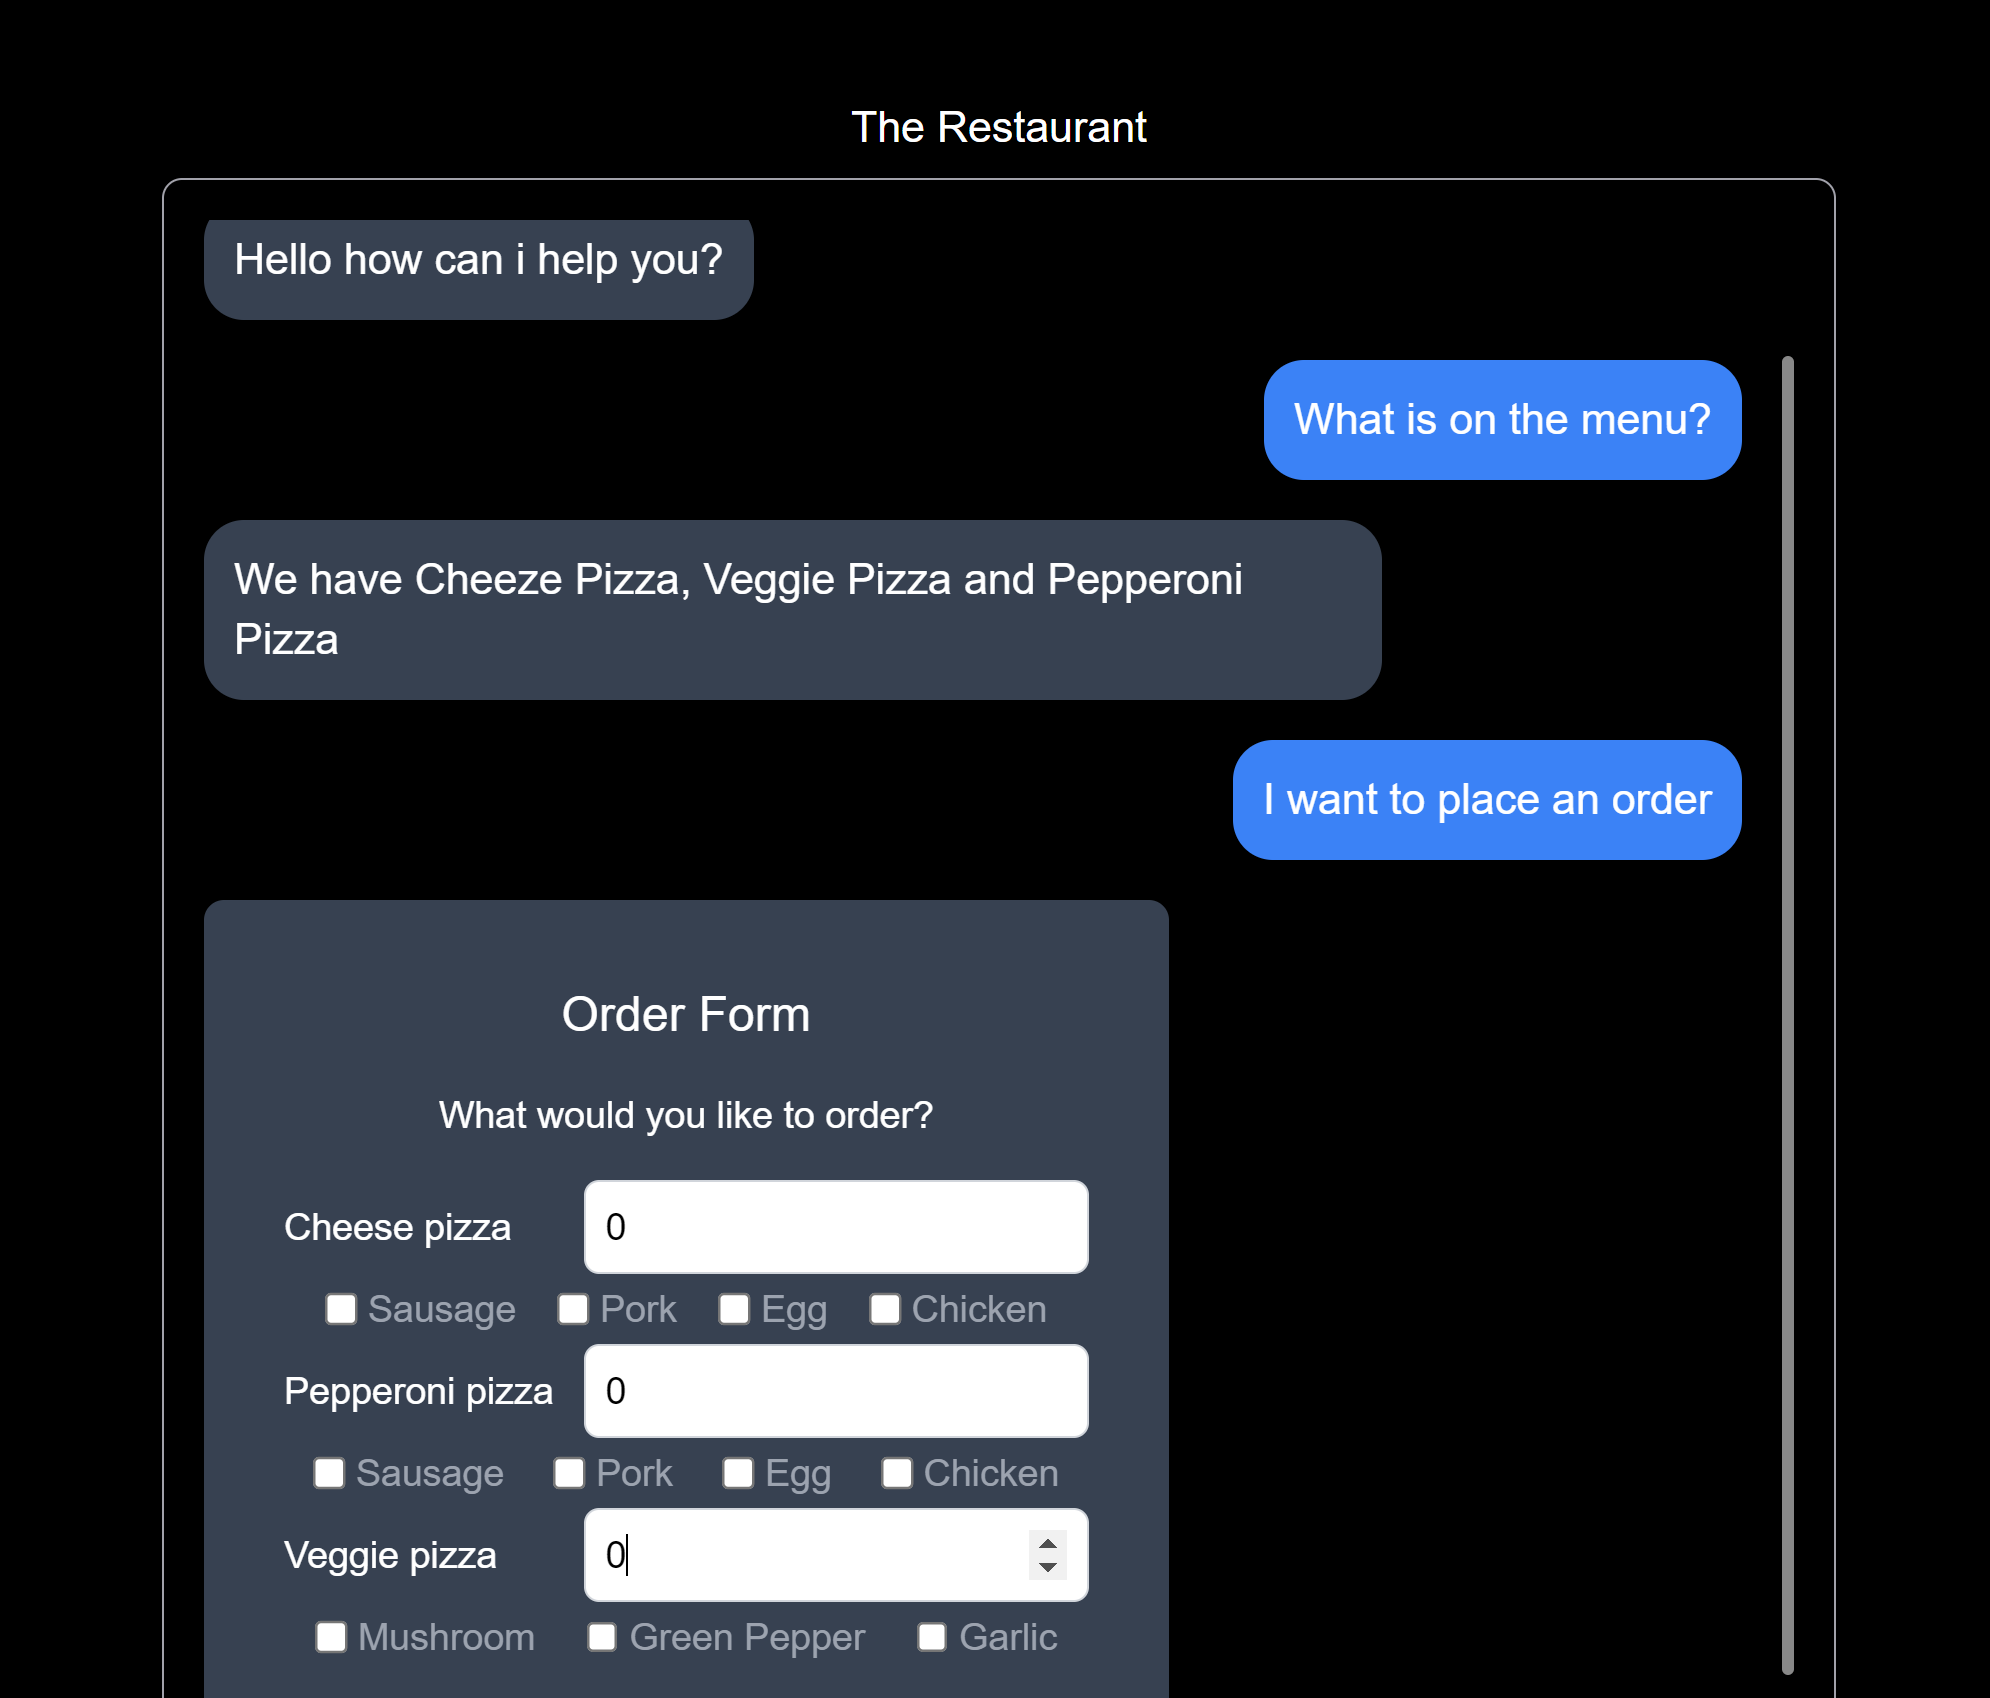 The Restaurant
Hello how can i help you?
What is on the menu?
We have Cheeze Pizza, Veggie Pizza and Pepperoni
Pizza
I want to place an order
Order Form
What would you like to order?
Cheese pizza 0
Sausage Pork Egg Chicken
Pepperoni pizza 0
Sausage Pork Egg Chicken
Veggie pizza 0
Mushroom Green Pepper Garlic